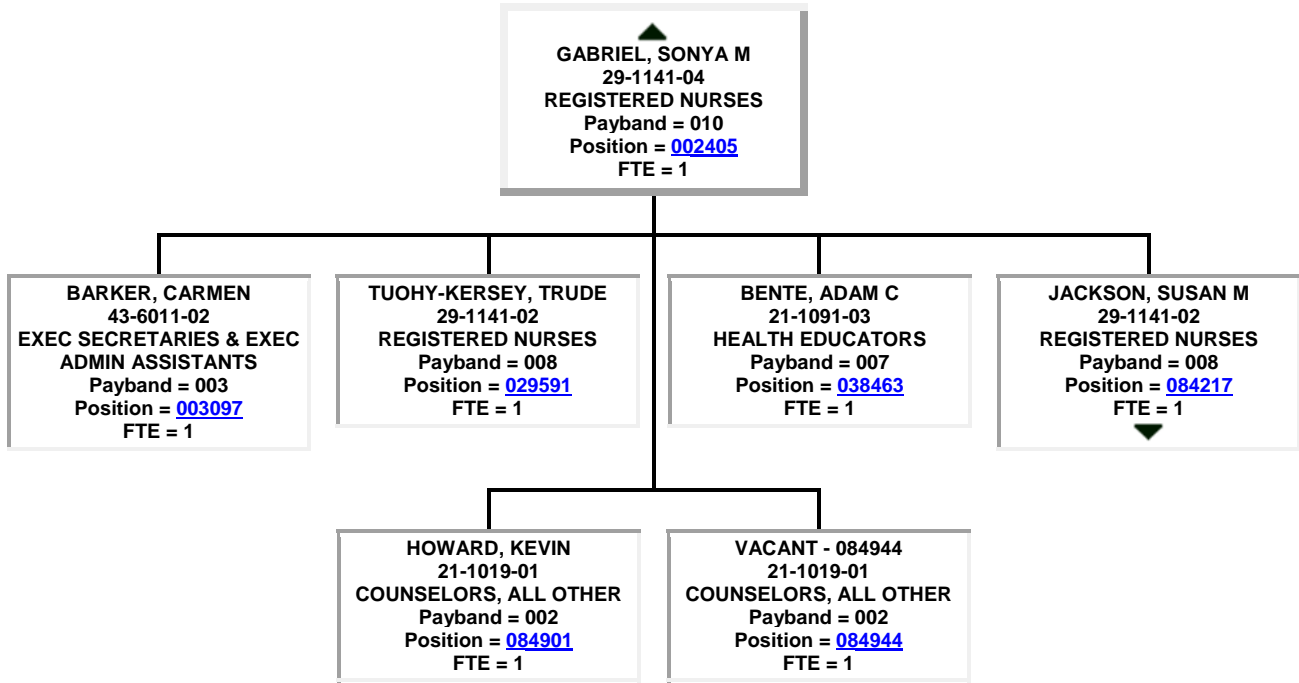 GABRIEL, SONYA M
29-1141-04
REGISTERED NURSES
Payband = 010
Position = 002405
FTE = 1
BARKER, CARMEN
43-6011-02
EXEC SECRETARIES & EXEC
ADMIN ASSISTANTS
Payband = 003
Position = 003097
FTE = 1
TUOHY-KERSEY, TRUDE
29-1141-02
REGISTERED NURSES
Payband = 008
Position = 029591
FTE = 1
BENTE, ADAM C
21-1091-03
HEALTH EDUCATORS
Payband = 007
Position = 038463
FTE = 1
JACKSON, SUSAN M
29-1141-02
REGISTERED NURSES
Payband = 008
Position = 084217
FTE = 1
HOWARD, KEVIN
21-1019-01
COUNSELORS, ALL OTHER
Payband = 002
Position = 084901
FTE = 1
VACANT - 084944
21-1019-01
COUNSELORS, ALL OTHER
Payband = 002
Position = 084944
FTE = 1